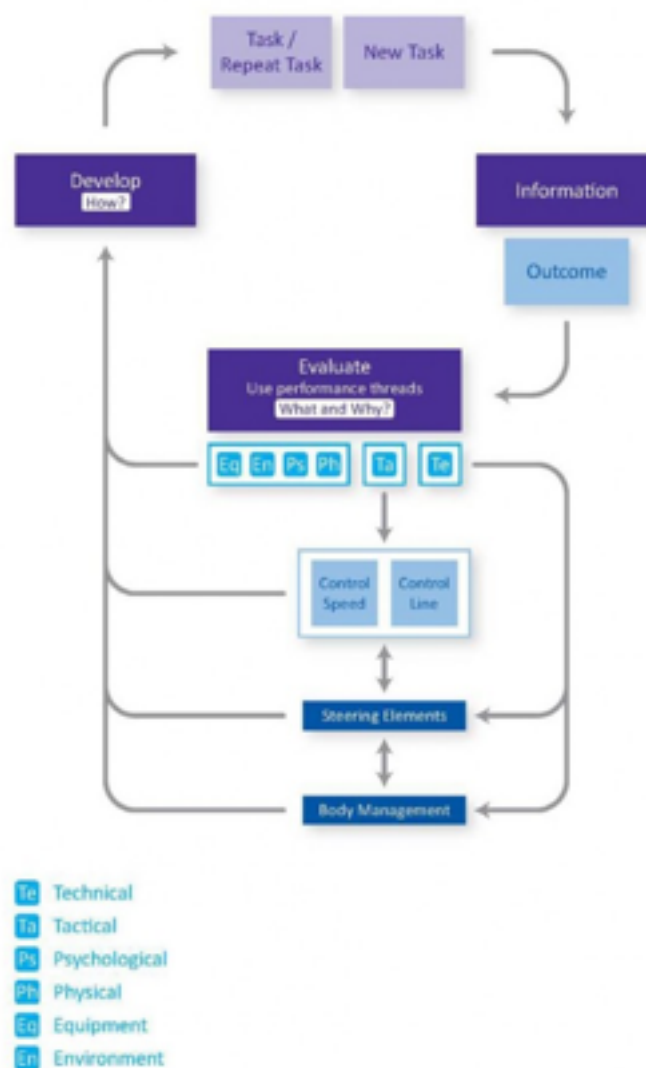 Task /
Repeat Task
New Task
Develop
How?
Information
Outcome
Evaluate
Use performance threads
What and Why?
Eq En Ps Ph Ta Te
Control
Speed
Control
Line
Steering Elements
Body Management
Te Technical
Ta Tactical
Ps Psychological
Ph Physical
Eq Equipment
En Environment